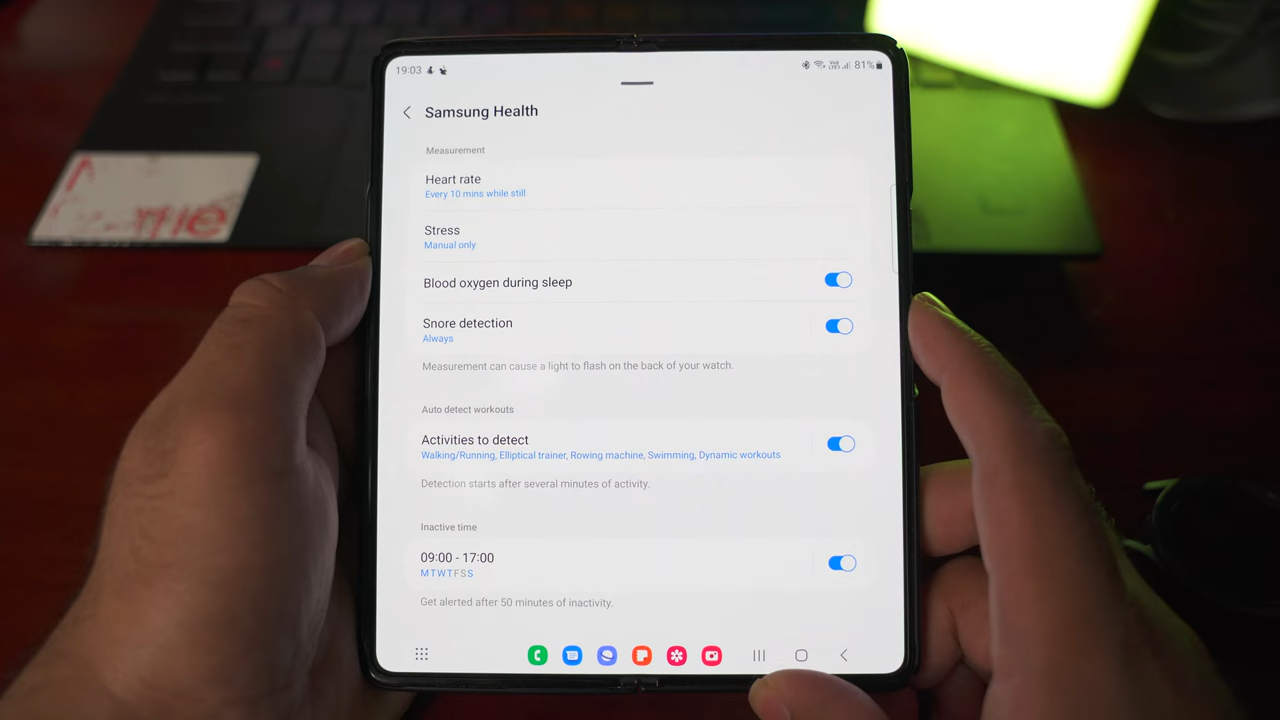 19:03
81%
Samsung Health
Measurement
Heart rate
Every 10 mins while still
Stress
Manual only
Blood oxygen during sleep
Snore detection
Always
Measurement can cause a light to flash on the back of your watch.
Auto detect workouts
Activities to detect
Walking/Running, Elliptical trainer, Rowing machine, Swimming, Dynamic workouts
Detection starts after several minutes of activity.
Inactive time
09:00 - 17:00
MTWTFSS
Get alerted after 50 minutes of inactivity.